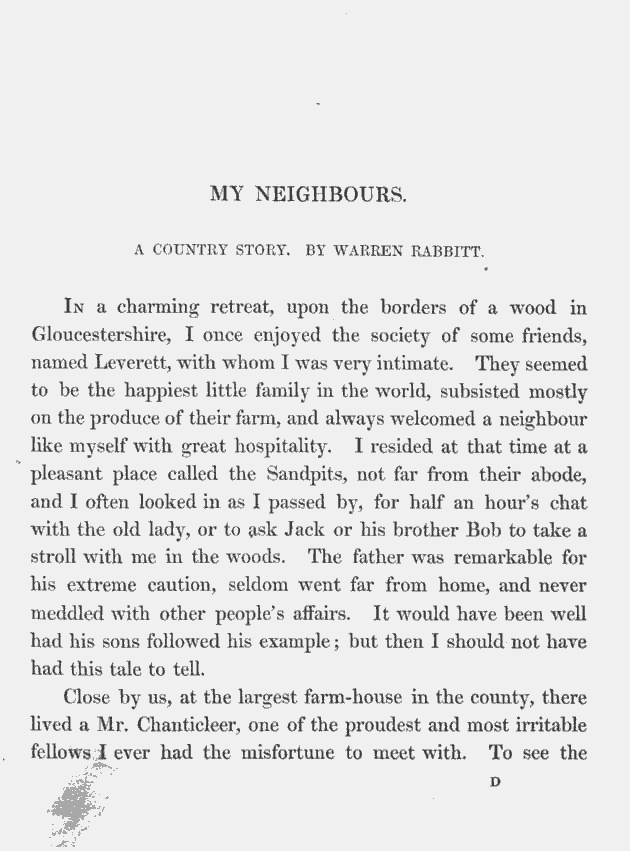 MY NEIGHBOURS.
A COUNTRY STORY. BY WARREN RABBITT.
IN a charming retreat, upon the borders of a wood in
Gloucestershire, I once enjoyed the society of some friends,
named Leverett, with whom I was very intimate. They seemed
to be the happiest little family in the world, subsisted mostly
on the produce of their farm, and always welcomed a neighbour
like myself with great hospitality. I resided at that time at a
pleasant place called the Sandpits, not far from their abode,
and I often looked in as I passed by, for half an hour's chat
with the old lady, or to ask Jack or his brother Bob to take a
stroll with me in the woods. The father was remarkable for
his extreme caution, seldom went far from home, and never
meddled with other people's affairs. It would have been well
had his sons followed his example; but then I should not have
had this tale to tell.
Close by us, at the largest farm-house in the county, there
lived a Mr. Chanticleer, one of the proudest and most irritable
fellows I ever had the misfortune to meet with. To see the
D